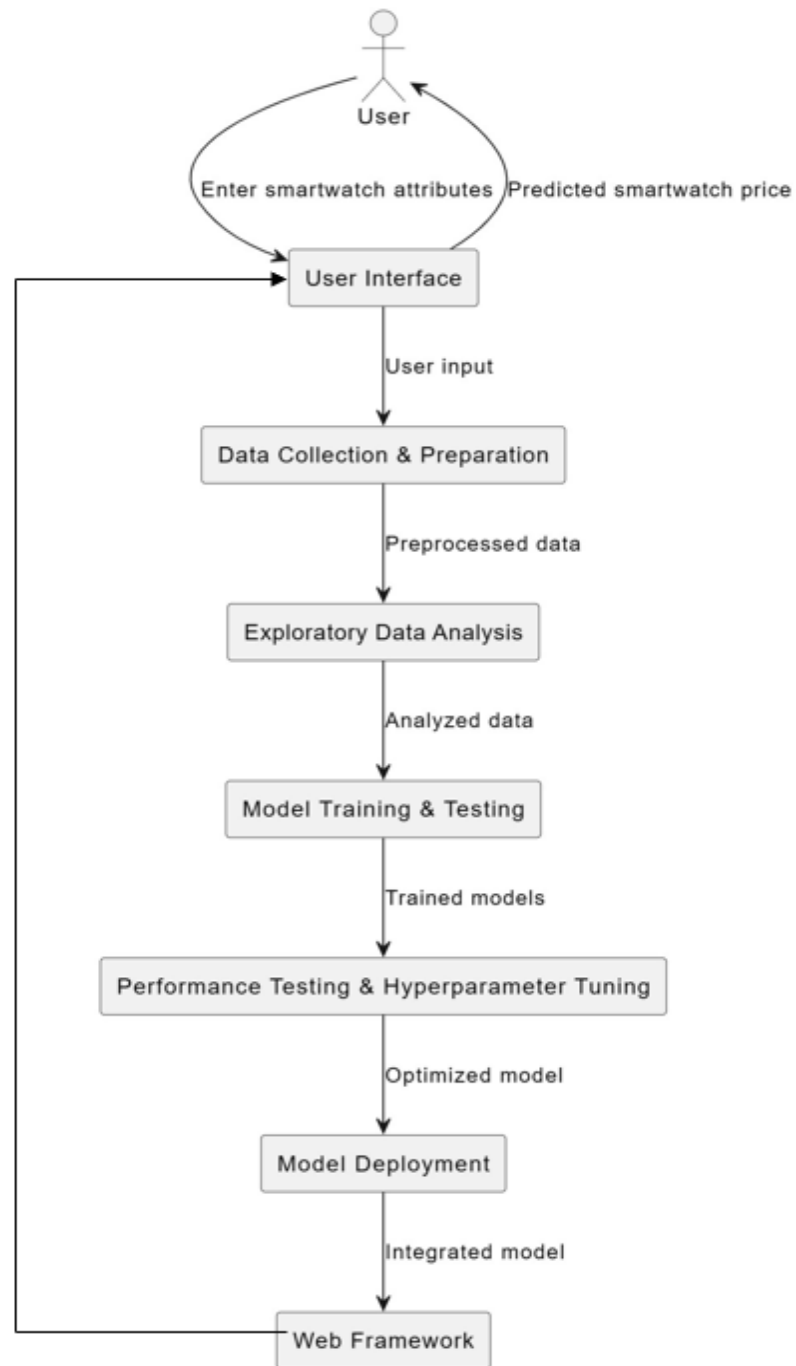 User
Enter smartwatch attributes
Predicted smartwatch price
User Interface
User input
Data Collection & Preparation
Preprocessed data
Exploratory Data Analysis
Analyzed data
Model Training & Testing
Trained models
Performance Testing & Hyperparameter Tuning
Optimized model
Model Deployment
Integrated model
Web Framework